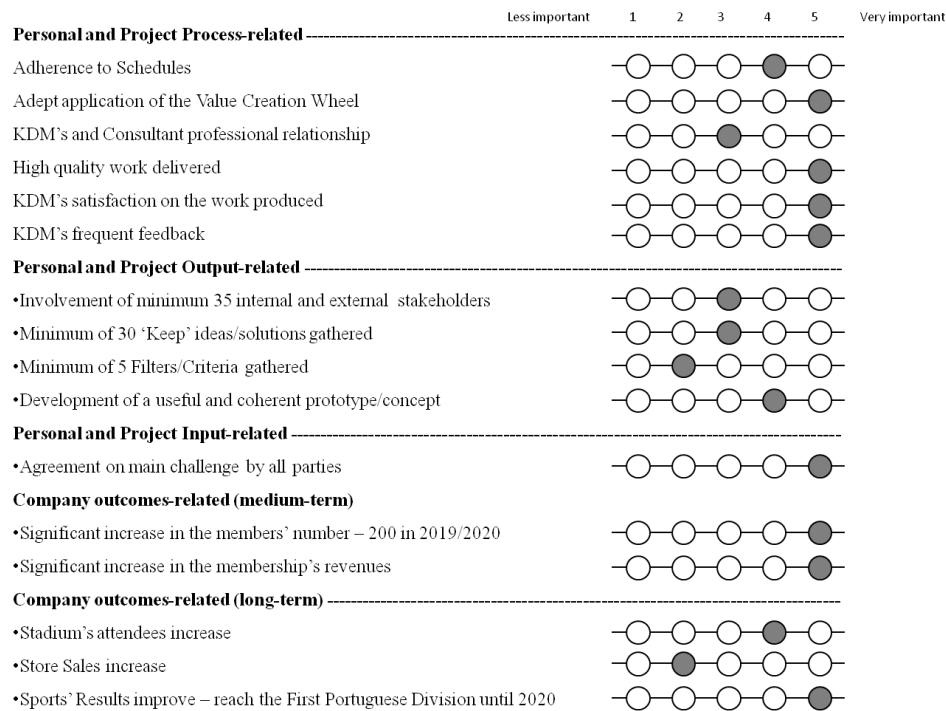 Less important 1 2 3 4 5 Very important
Personal and Project Process-related
Adherence to Schedules
Adept application of the Value Creation Wheel
KDM’s and Consultant professional relationship
High quality work delivered
KDM’s satisfaction on the work produced
KDM’s frequent feedback
Personal and Project Output-related
•Involvement of minimum 35 internal and external stakeholders
•Minimum of 30 ‘Keep’ ideas/solutions gathered
•Minimum of 5 Filters/Criteria gathered
•Development of a useful and coherent prototype/concept
Personal and Project Input-related
•Agreement on main challenge by all parties
Company outcomes-related (medium-term)
•Significant increase in the members’ number – 200 in 2019/2020
•Significant increase in the membership’s revenues
Company outcomes-related (long-term)
•Stadium’s attendees increase
•Store Sales increase
•Sports’ Results improve – reach the First Portuguese Division until 2020